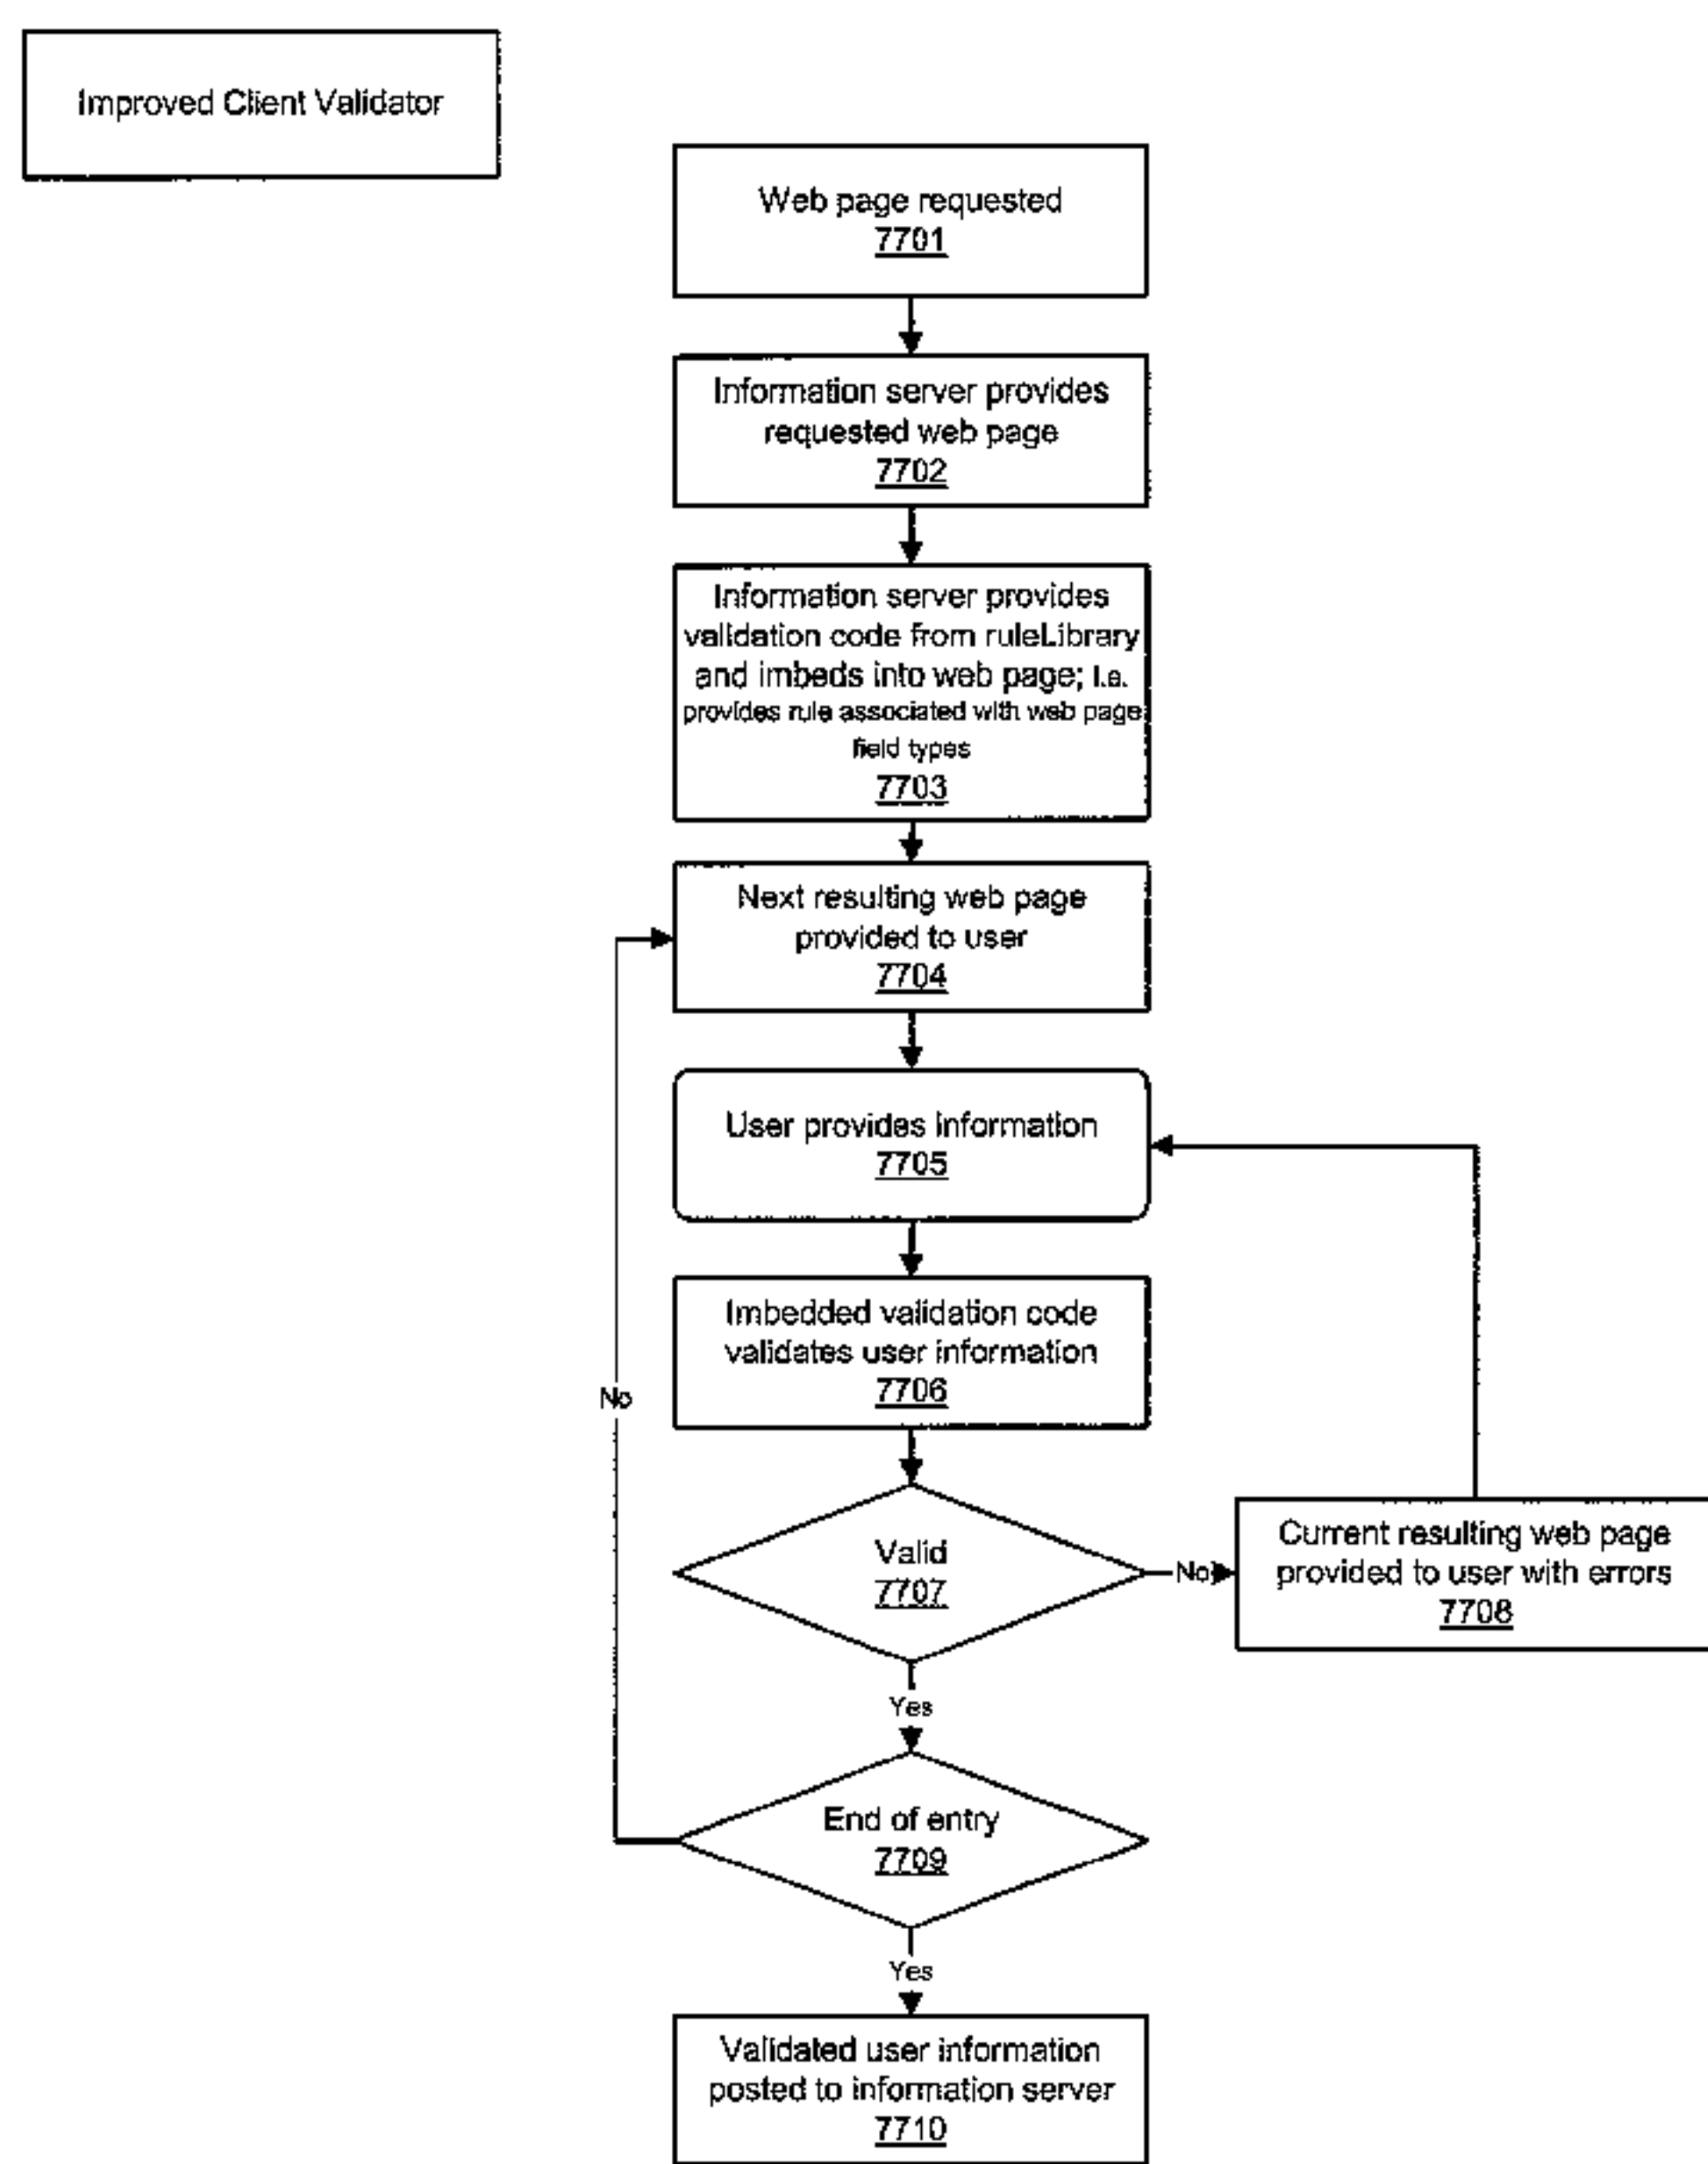 Improved Client Validator
Web page requested
7701
Information server provides
requested web page
7702
Information server provides
validation code from ruleLibrary
and imbeds into web page; i.e.
provides rule associated with web page
field types
7703
Next resulting web page
provided to user
7704
User provides information
7705
Imbedded validation code
validates user information
7706
No
Valid
7707
No
Current resulting web page
provided to user with errors
7708
Yes
End of entry
7709
Yes
Validated user information
posted to information server
7710